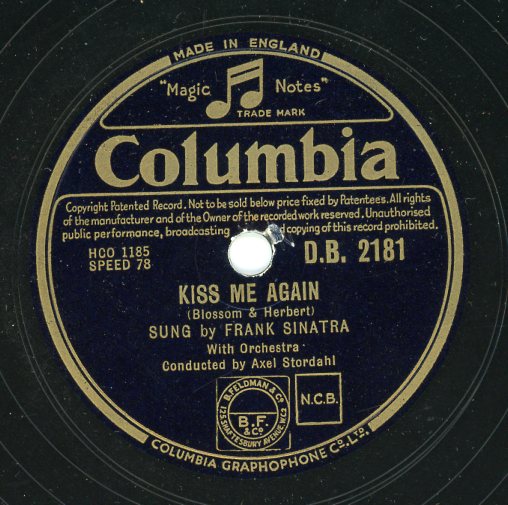 MADE IN ENGLAND
"Magic Notes"
TRADE MARK
Columbia
Copyright Patented Record. Not to be sold below price fixed by Patentees. All rights
of the manufacturer and of the Owner of the recorded work reserved. Unauthorised
public performance, broadcasting copying of this record prohibited.
HCO 1185
SPEED 78
D.B. 2181
KISS ME AGAIN
(Blossom & Herbert)
SUNG by FRANK SINATRA
With Orchestra
Conducted by Axel Stordahl
B. FELDMAN & Co
B.F.
& Co
125, SHAFTESBURY AVENUE, W.C.2
N.C.B.
COLUMBIA GRAPHOPHONE Co. LTD.